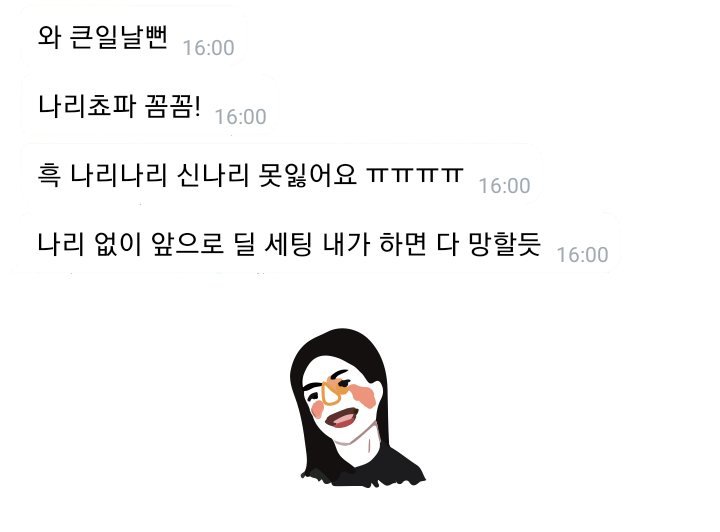 와 큰일날뻔 16:00
나리쵸파 꼼꼼! 16:00
흑 나리나리 신나리 못잃어요 ㅠㅠㅠㅠ 16:00
나리 없이 앞으로 딜 세팅 내가 하면 다 망할듯 16:00